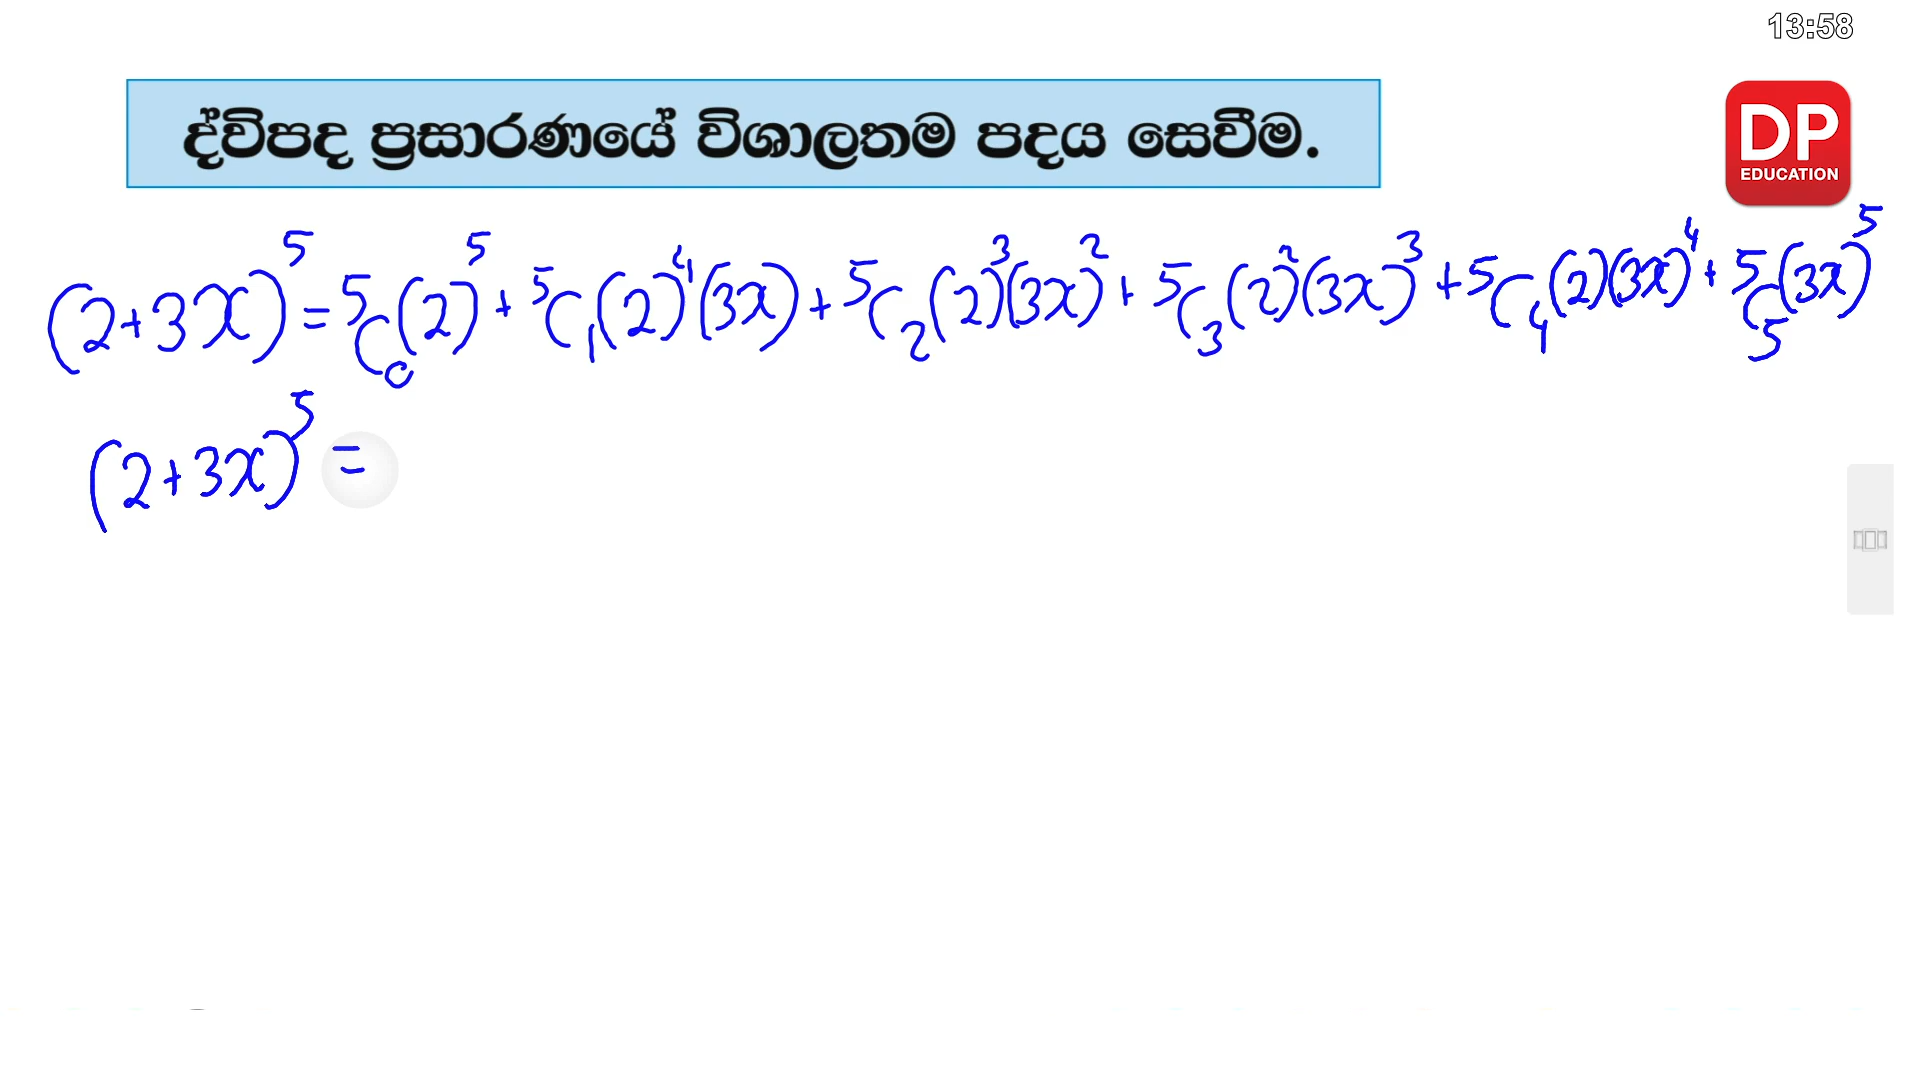 13:58
ද්විපද ප්‍රසාරණයේ විශාලතම පදය සෙවීම.
DP
EDUCATION
(2+3x)⁵ = ⁵C₀(2)⁵ + ⁵C₁(2)⁴(3x) + ⁵C₂(2)³(3x)² + ⁵C₃(2)²(3x)³ + ⁵C₄(2)(3x)⁴ + ⁵C₅(3x)⁵
(2+3x)⁵ =